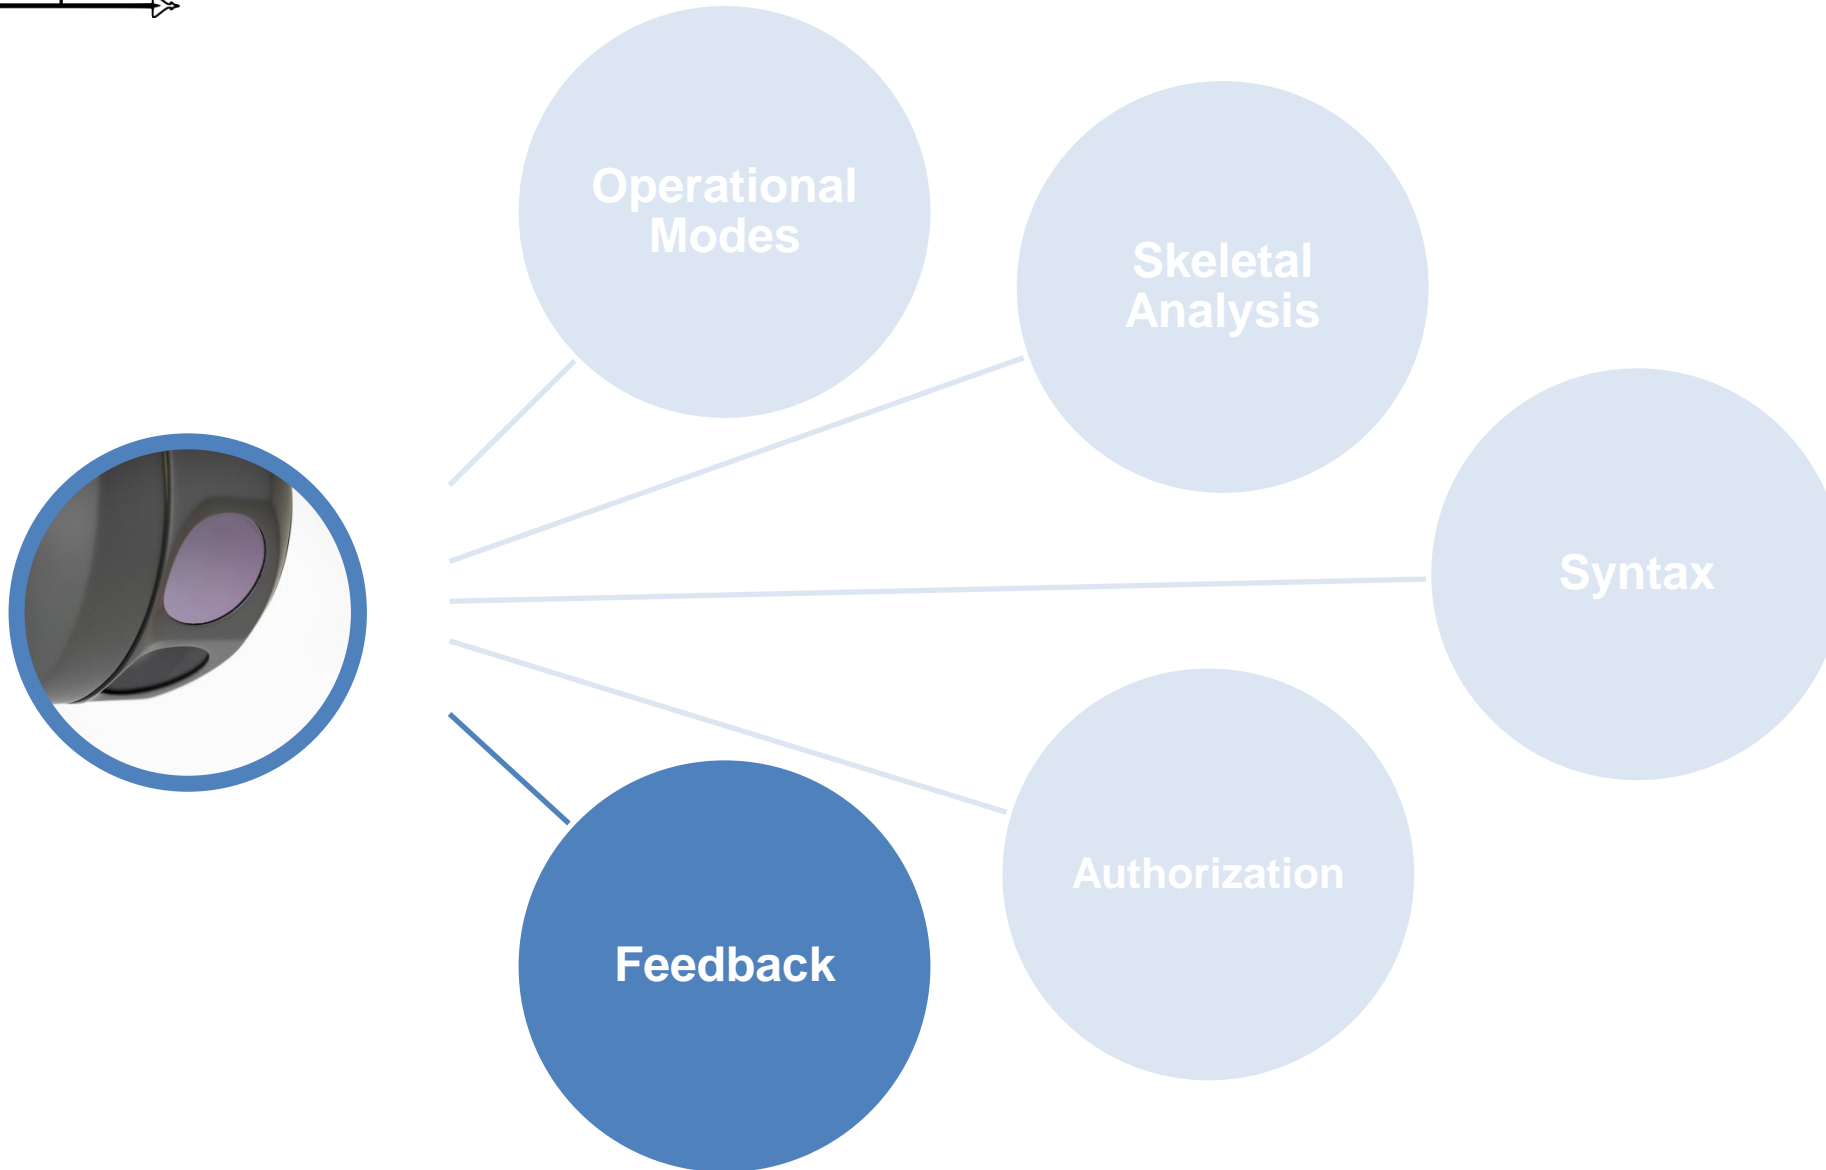 Operational
Modes
Skeletal
Analysis
Syntax
Authorization
Feedback